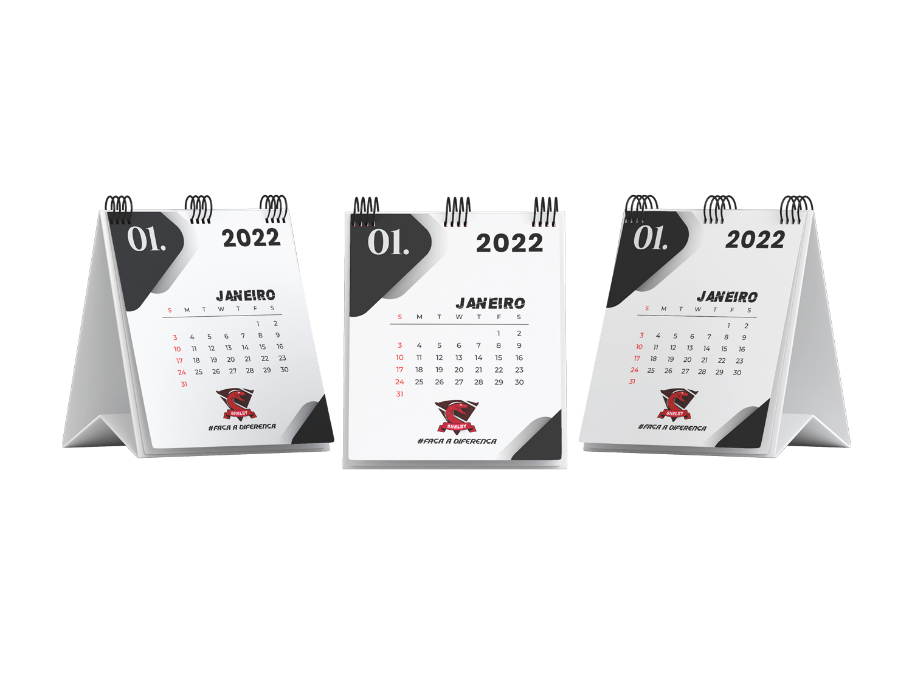 01.
2022
JANEIRO
S M T W T F S
1 2
3 4 5 6 7 8 9
10 11 12 13 14 15 16
17 18 19 20 21 22 23
24 25 26 27 28 29 30
31
SHELBY
#FAÇA A DIFERENÇA
01.
2022
JANEIRO
S M T W T F S
1 2
3 4 5 6 7 8 9
10 11 12 13 14 15 16
17 18 19 20 21 22 23
24 25 26 27 28 29 30
31
SHELBY
#FAÇA A DIFERENÇA
01.
2022
JANEIRO
S M T W T F S
1 2
3 4 5 6 7 8 9
10 11 12 13 14 15 16
17 18 19 20 21 22 23
24 25 26 27 28 29 30
31
SHELBY
#FAÇA A DIFERENÇA